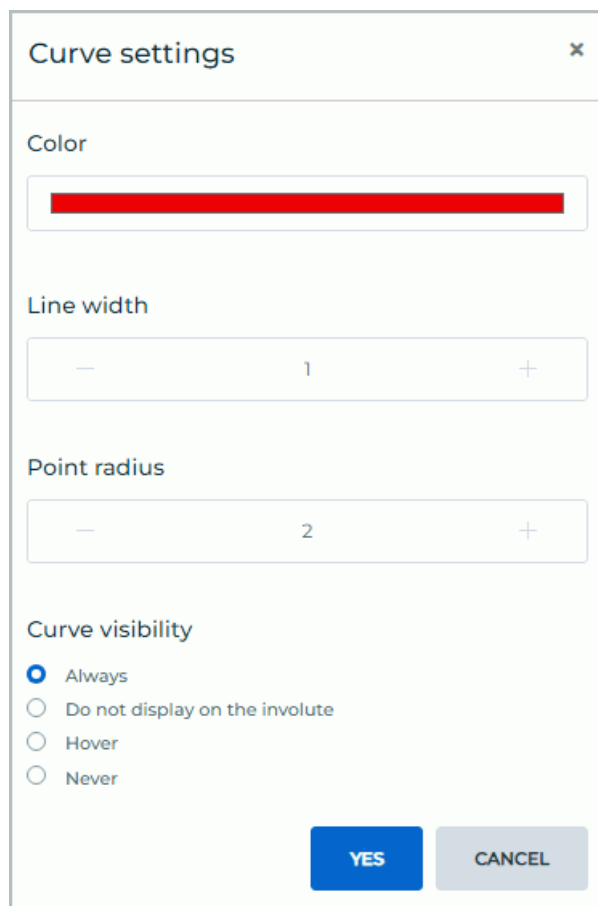 Curve settings ×
Color
Line width
— 1 +
Point radius
— 2 +
Curve visibility
Always
Do not display on the involute
Hover
Never
YES CANCEL